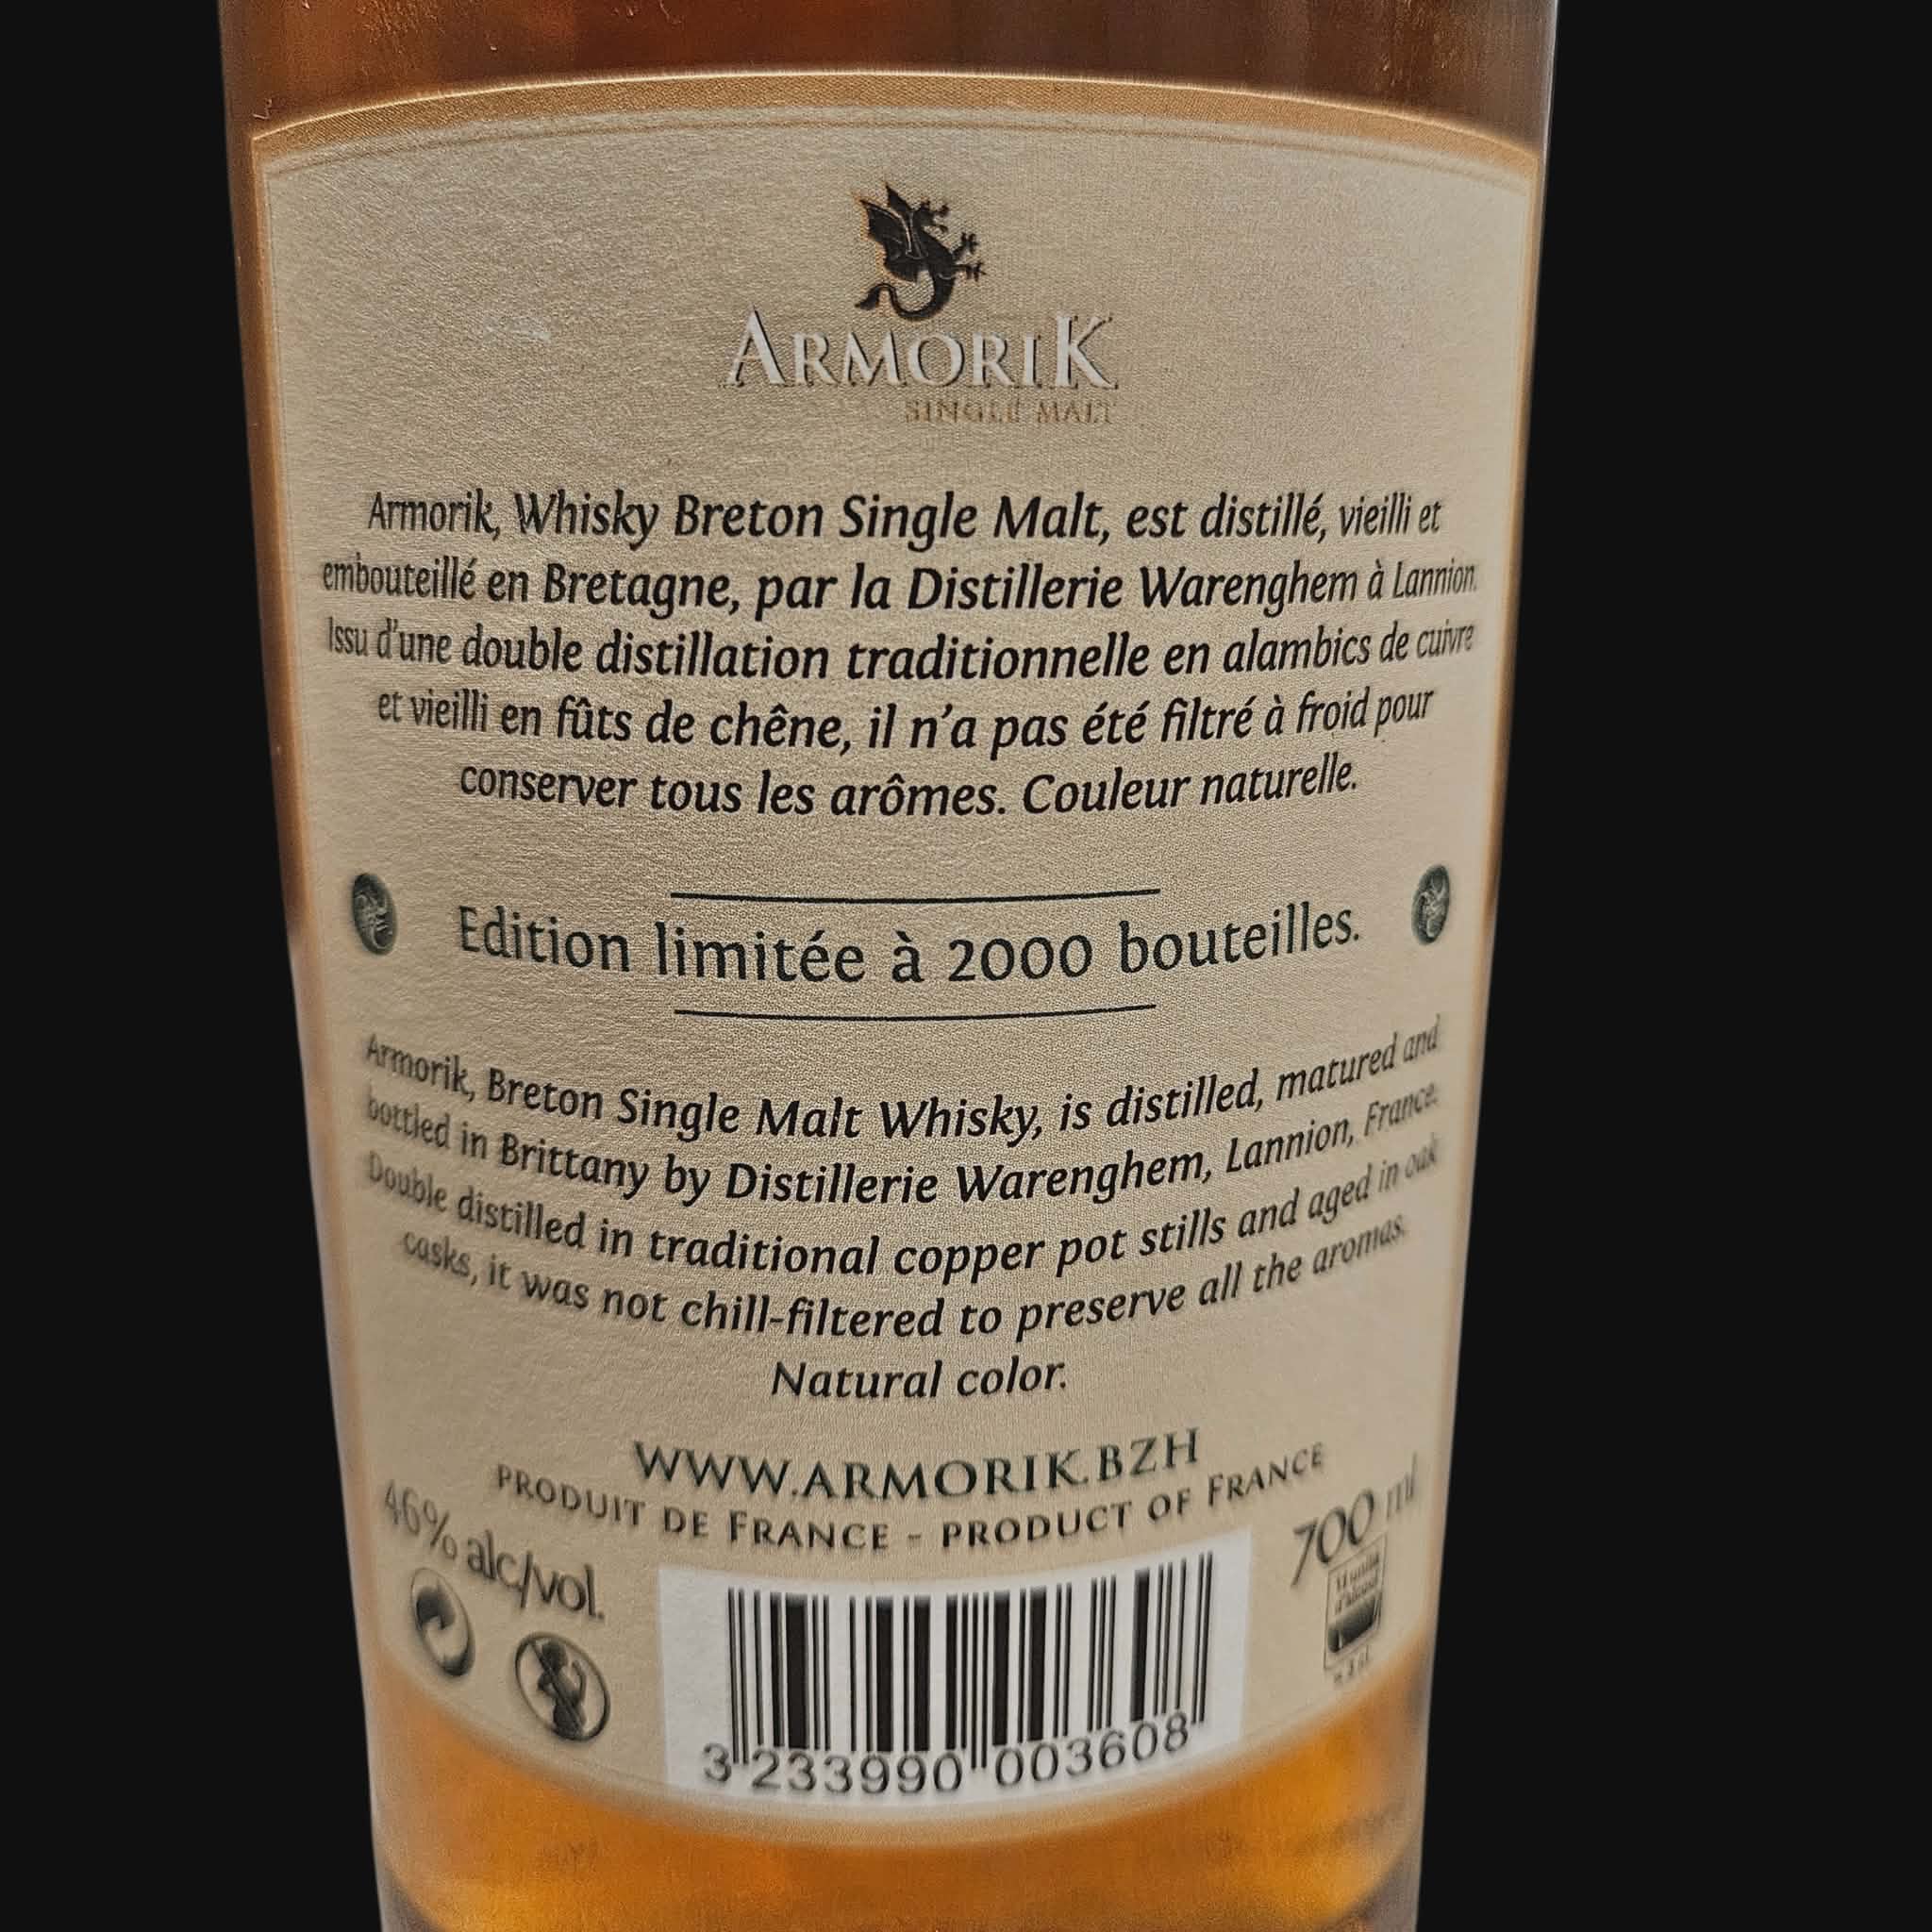 ARMORIK
SINGLE MALT
Armorik, Whisky Breton Single Malt, est distillé, vieilli et
embouteillé en Bretagne, par la Distillerie Warenghem à Lannion.
Issu d'une double distillation traditionnelle en alambics de cuivre
et vieilli en fûts de chêne, il n'a pas été filtré à froid pour
conserver tous les arômes. Couleur naturelle.
Edition limitée à 2000 bouteilles.
Armorik, Breton Single Malt Whisky, is distilled, matured and
bottled in Brittany by Distillerie Warenghem, Lannion, France.
Double distilled in traditional copper pot stills and aged in oak
casks, it was not chill-filtered to preserve all the aromas.
Natural color.
WWW.ARMORIK.BZH
PRODUIT DE FRANCE - PRODUCT OF FRANCE
46% alc/vol.
700 ml
3 233990 003608